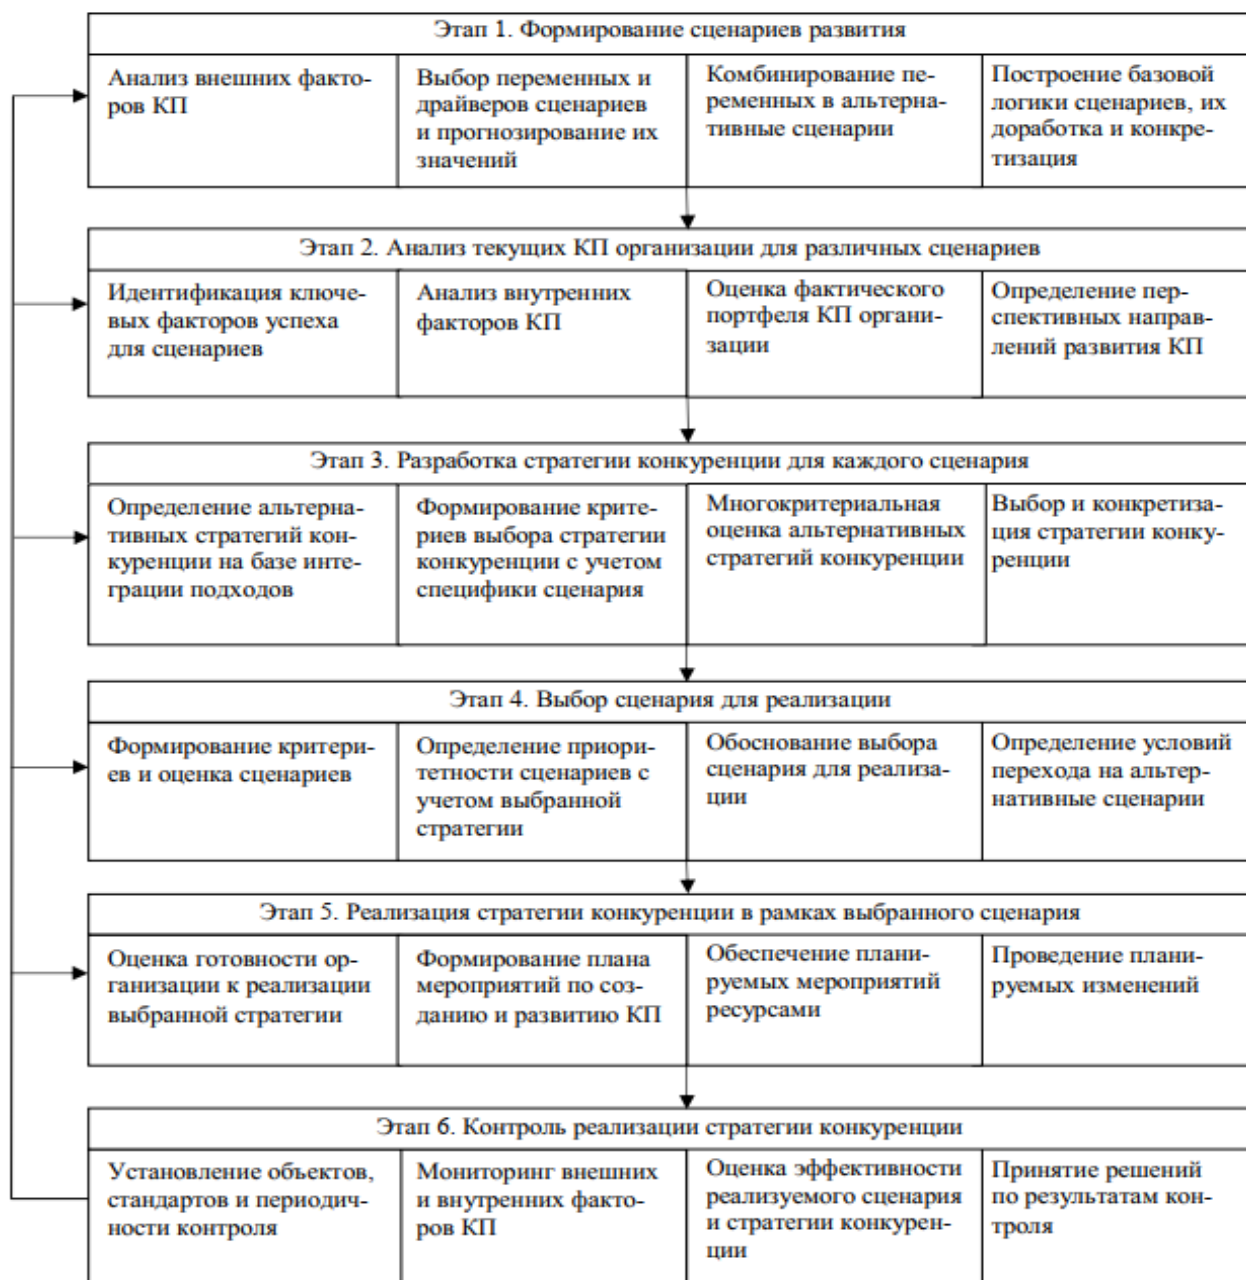 Этап 1. Формирование сценариев развития
Анализ внешних факто-
ров КП
Выбор переменных и
драйверов сценариев
и прогнозирование их
значений
Комбинирование пе-
ременных в альтерна-
тивные сценарии
Построение базовой
логики сценариев, их
доработка и конкре-
тизация
Этап 2. Анализ текущих КП организации для различных сценариев
Идентификация ключе-
вых факторов успеха
для сценариев
Анализ внутренних
факторов КП
Оценка фактического
портфеля КП органи-
зации
Определение пер-
спективных направ-
лений развития КП
Этап 3. Разработка стратегии конкуренции для каждого сценария
Определение альтерна-
тивных стратегий кон-
куренции на базе инте-
грации подходов
Формирование крите-
риев выбора стратегии
конкуренции с учетом
специфики сценария
Многокритериальная
оценка альтернативных
стратегий конкуренции
Выбор и конкретиза-
ция стратегии конку-
ренции
Этап 4. Выбор сценария для реализации
Формирование критери-
ев и оценка сценариев
Определение приори-
тетности сценариев с
учетом выбранной
стратегии
Обоснование выбора
сценария для реализа-
ции
Определение условий
перехода на альтер-
нативные сценарии
Этап 5. Реализация стратегии конкуренции в рамках выбранного сценария
Оценка готовности ор-
ганизации к реализации
выбранной стратегии
Формирование плана
мероприятий по соз-
данию и развитию КП
Обеспечение плани-
руемых мероприятий
ресурсами
Проведение плани-
руемых изменений
Этап 6. Контроль реализации стратегии конкуренции
Установление объектов,
стандартов и периодич-
ности контроля
Мониторинг внешних
и внутренних факто-
ров КП
Оценка эффективности
реализуемого сценария
и стратегии конкурен-
ции
Принятие решений
по результатам кон-
троля